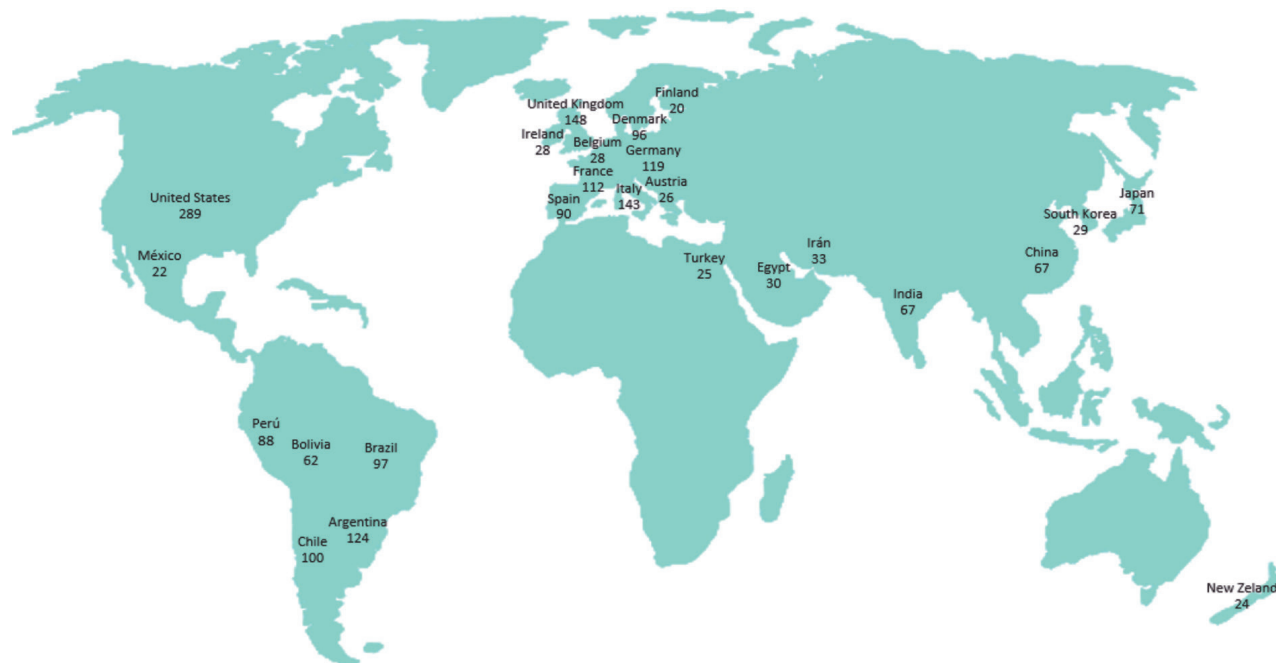 Finland
20
United Kingdom
148
Denmark
96
Ireland
28
Belgium
28
Germany
119
France
112
Austria
26
Italy
143
Spain
90
United States
289
México
22
Japan
71
South Korea
29
China
67
Irán
33
Turkey
25
Egypt
30
India
67
Perú
88
Bolivia
62
Brazil
97
Argentina
124
Chile
100
New Zeland
24